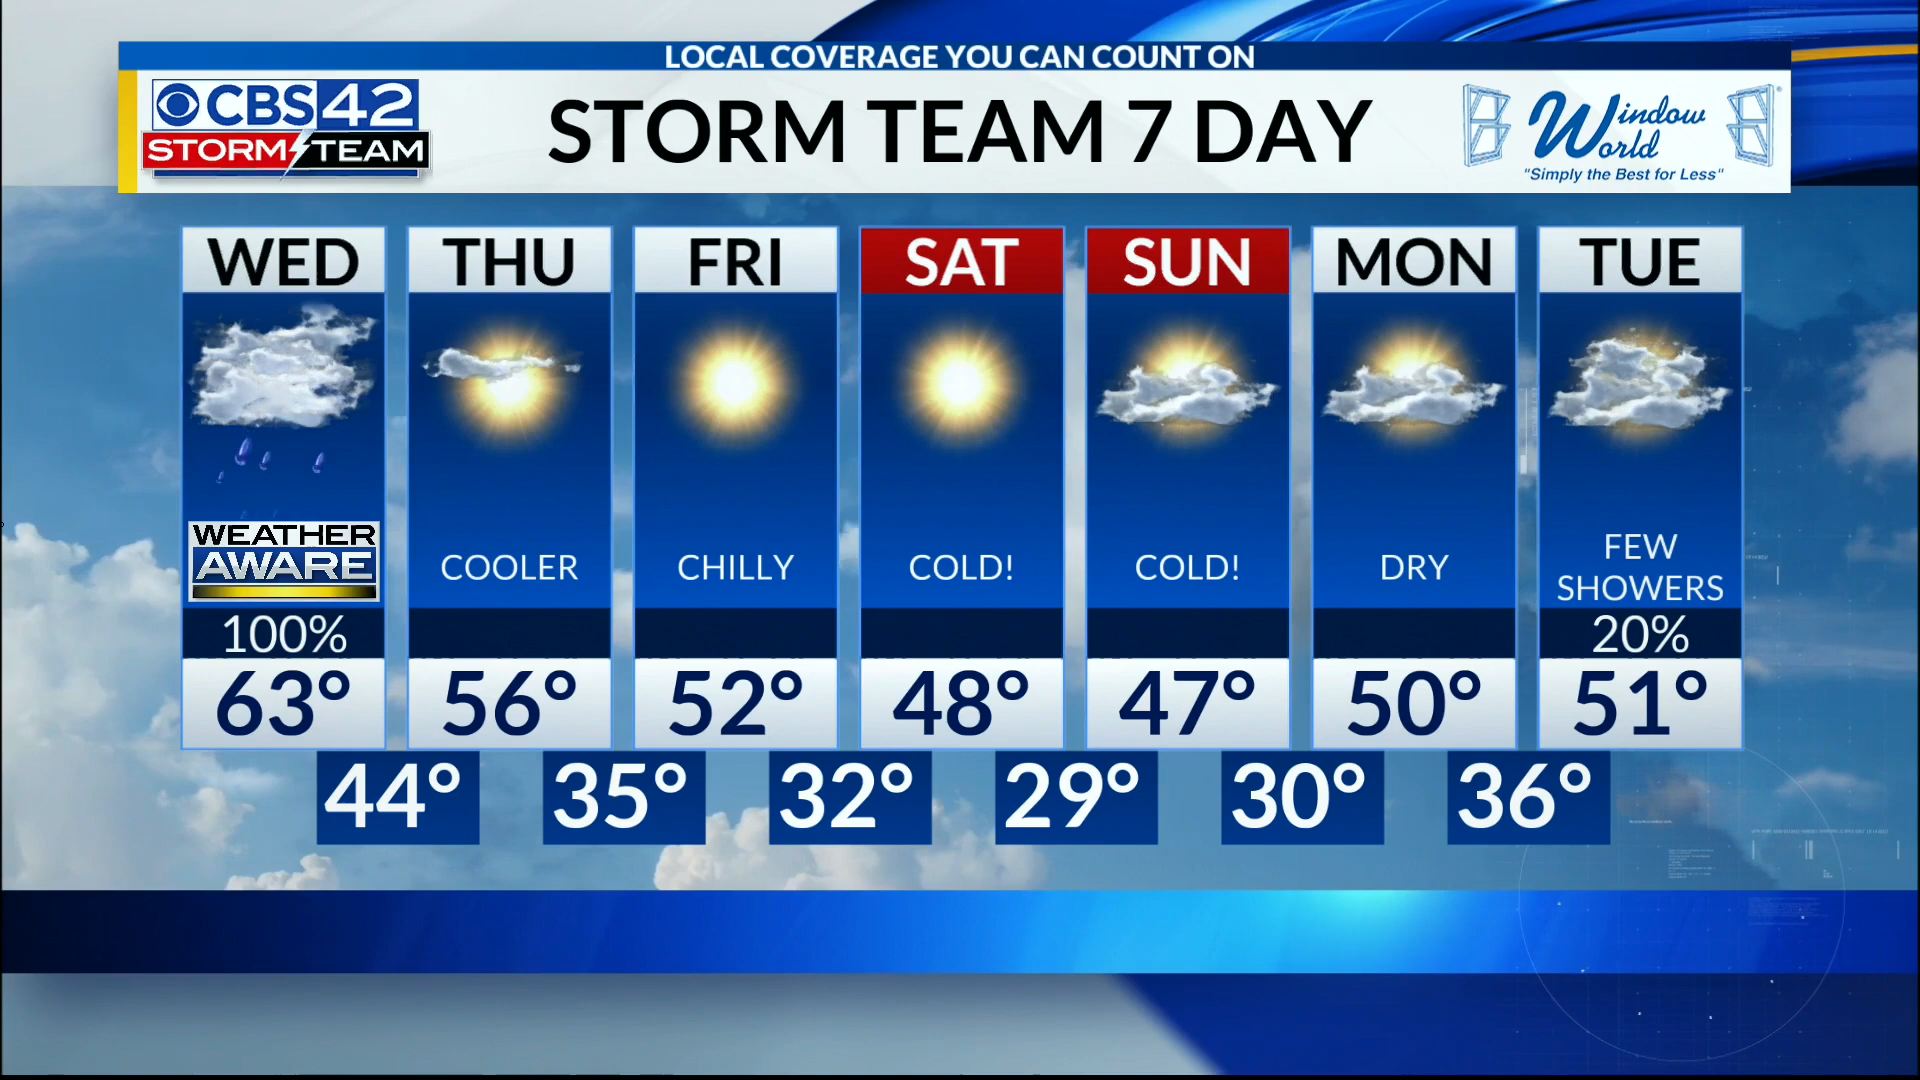 LOCAL COVERAGE YOU CAN COUNT ON
CBS 42
STORM TEAM
STORM TEAM 7 DAY
Window World
"Simply the Best for Less"
WED THU FRI SAT SUN MON TUE
WEATHER AWARE COOLER CHILLY COLD! COLD! DRY FEW SHOWERS
100% 20%
63° 56° 52° 48° 47° 50° 51°
44° 35° 32° 29° 30° 36°